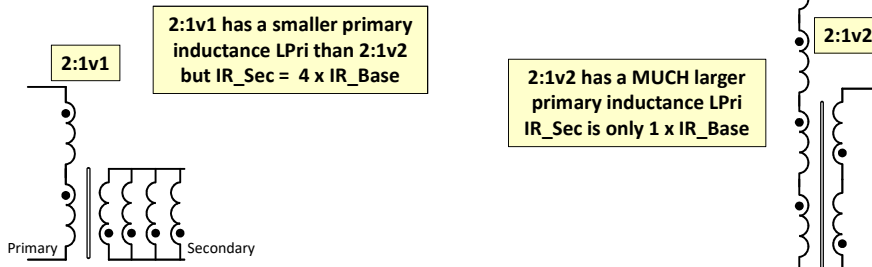 2:1v1
2:1v1 has a smaller primary
inductance LPri than 2:1v2
but IR_Sec = 4 x IR_Base
Primary
Secondary
2:1v2 has a MUCH larger
primary inductance LPri
IR_Sec is only 1 x IR_Base
2:1v2